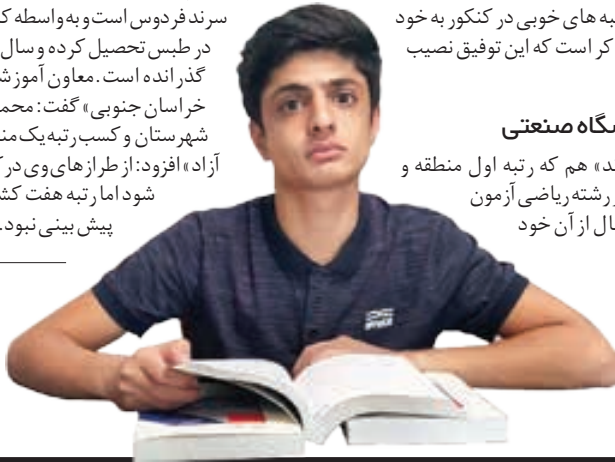 به های خوبی در کنکور به خود
کر است که این توفیق نصیب
گاه صنعتی
ند» هم که رتبه اول منطقه و
رشته ریاضی آزمون
ال از آن خود
سرند فردوس است و به واسطه ک
در طبس تحصیل کرده و سال
گذرانده است. معاون آموزش
خراسان جنوبی» گفت: محم
شهرستان و کسب رتبه یک من
آزاد» افزود: از طرازهای وی در ک
شود اما رتبه هفت کش
پیش بینی نبود.